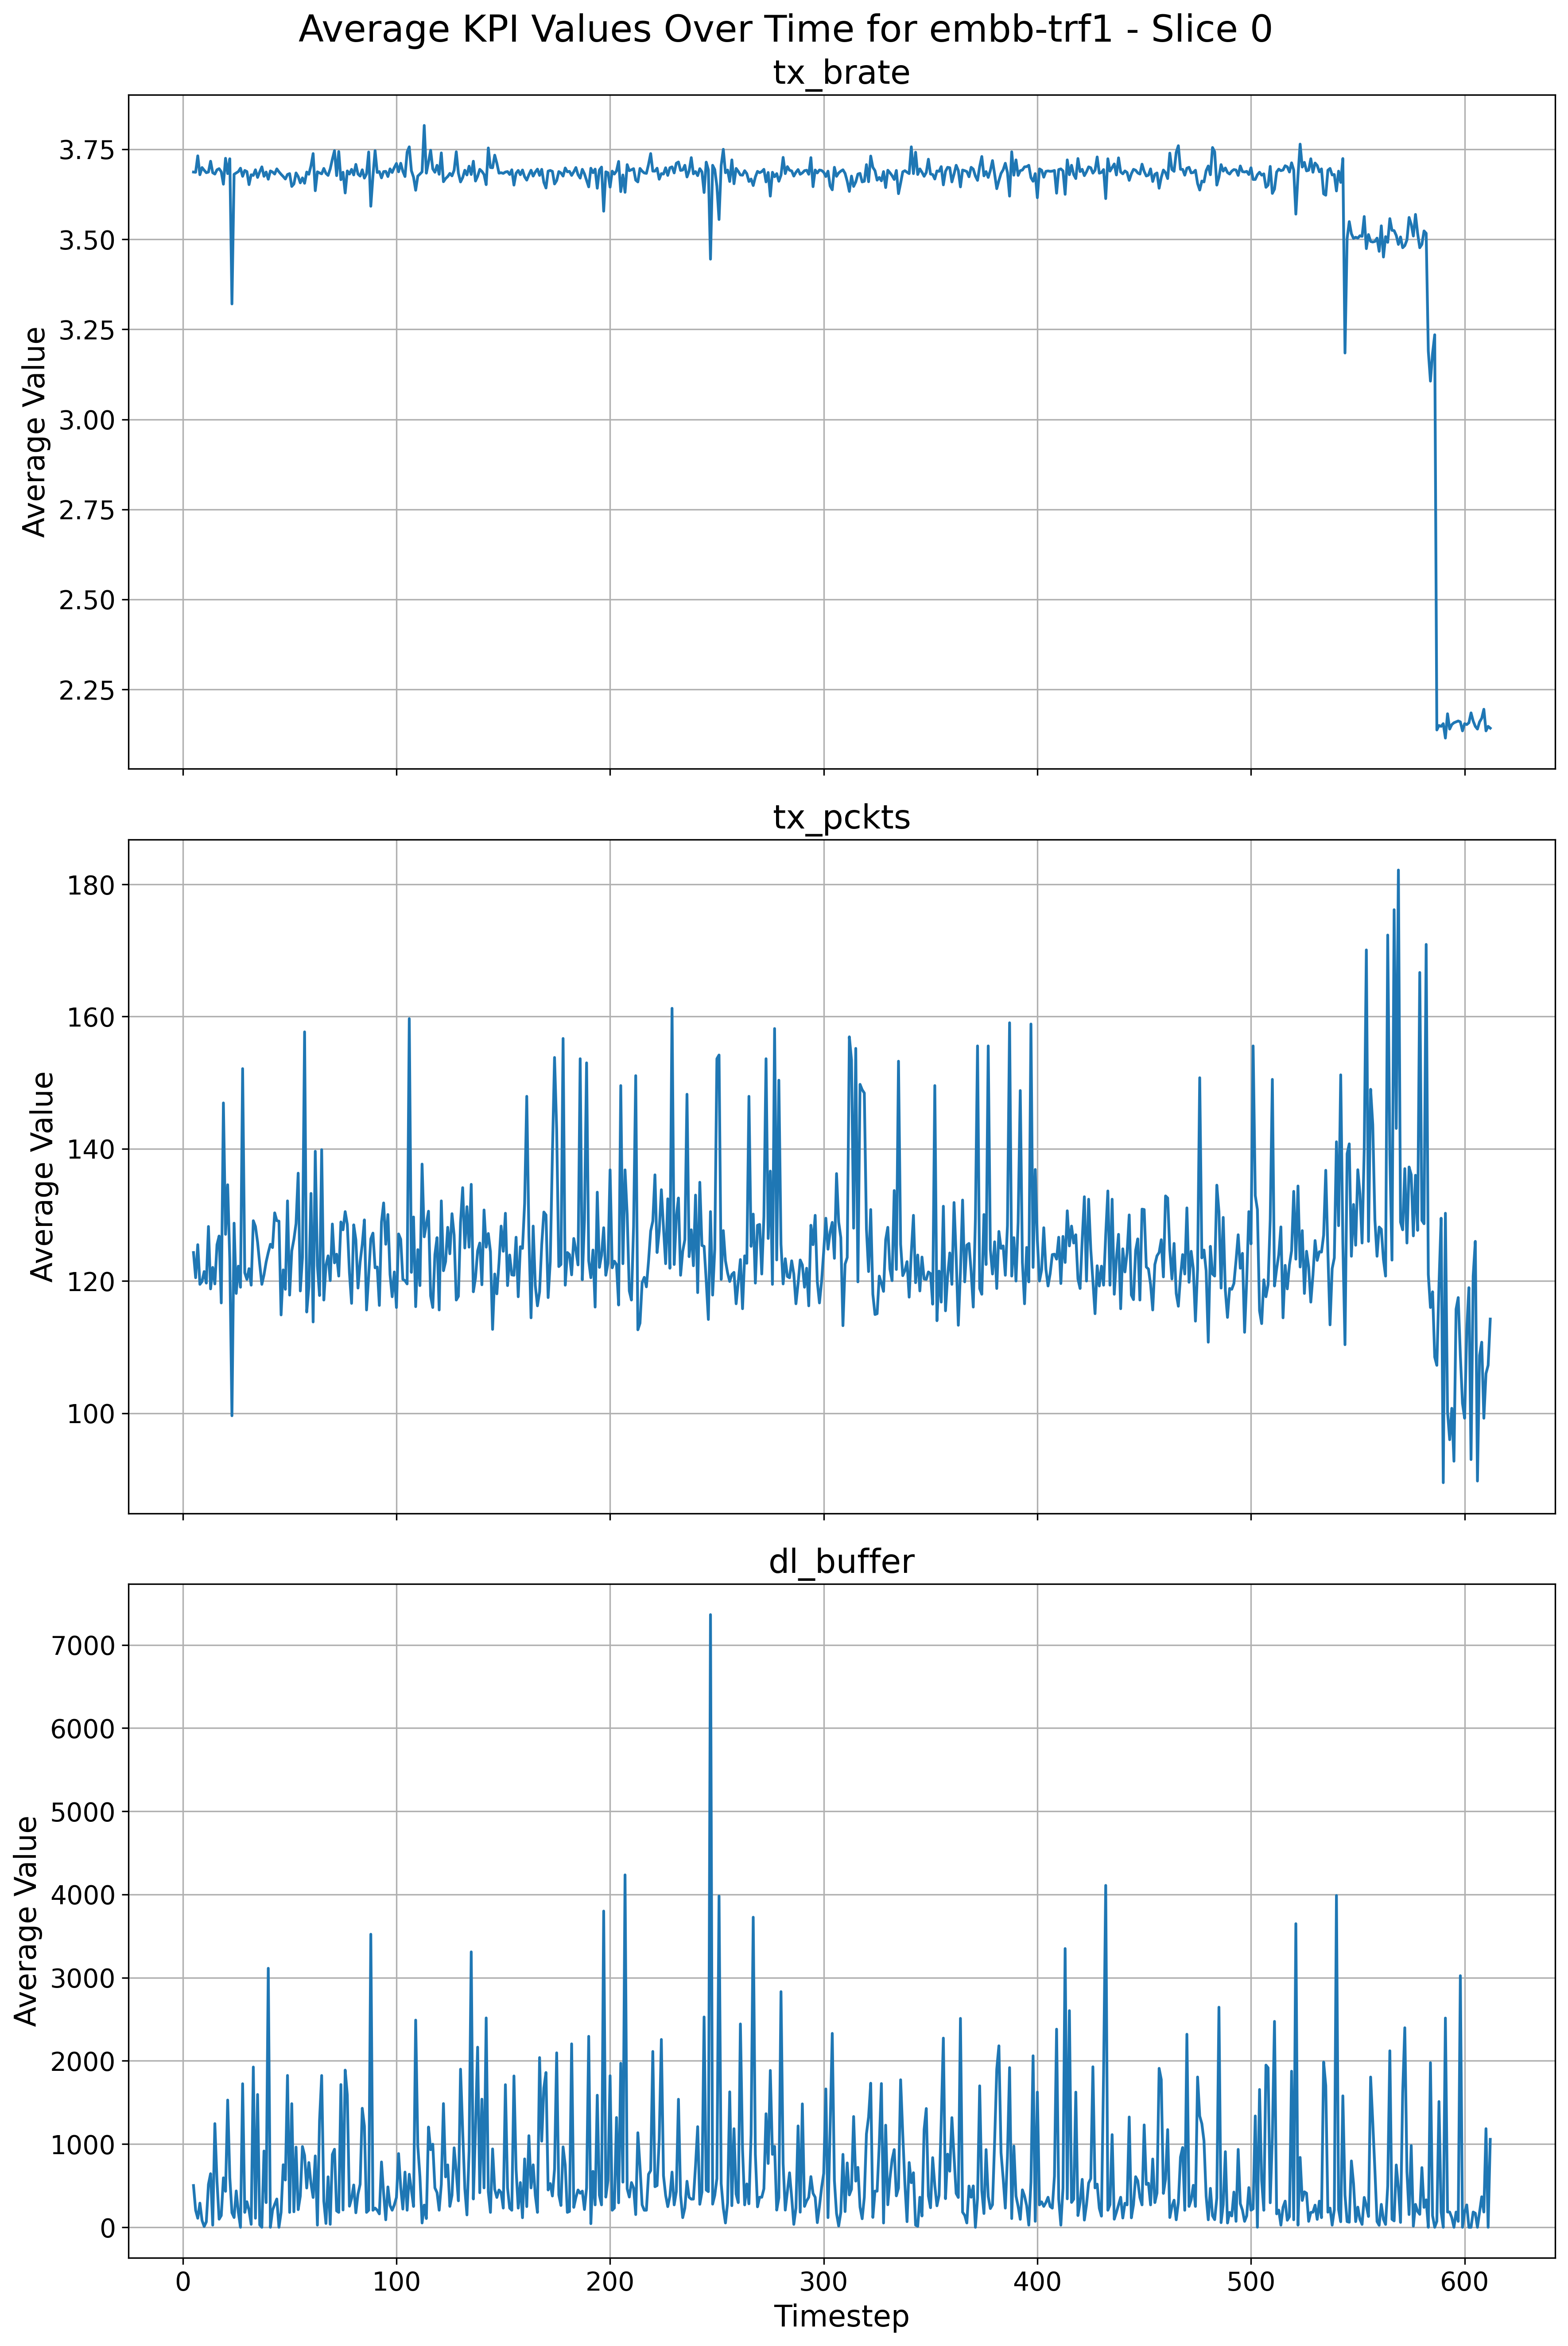 Average KPI Values Over Time for embb-trf1 - Slice 0
tx_brate
3.75
3.50
3.25
3.00
2.75
2.50
2.25
Average Value
tx_pckts
180
160
140
120
100
Average Value
dl_buffer
7000
6000
5000
4000
3000
2000
1000
0
Average Value
0 100 200 300 400 500 600
Timestep